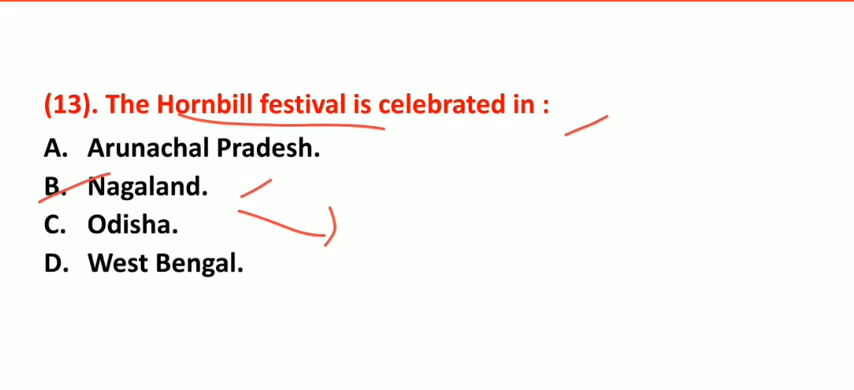 (13). The Hornbill festival is celebrated in :
A. Arunachal Pradesh.
B. Nagaland.
C. Odisha.
D. West Bengal.